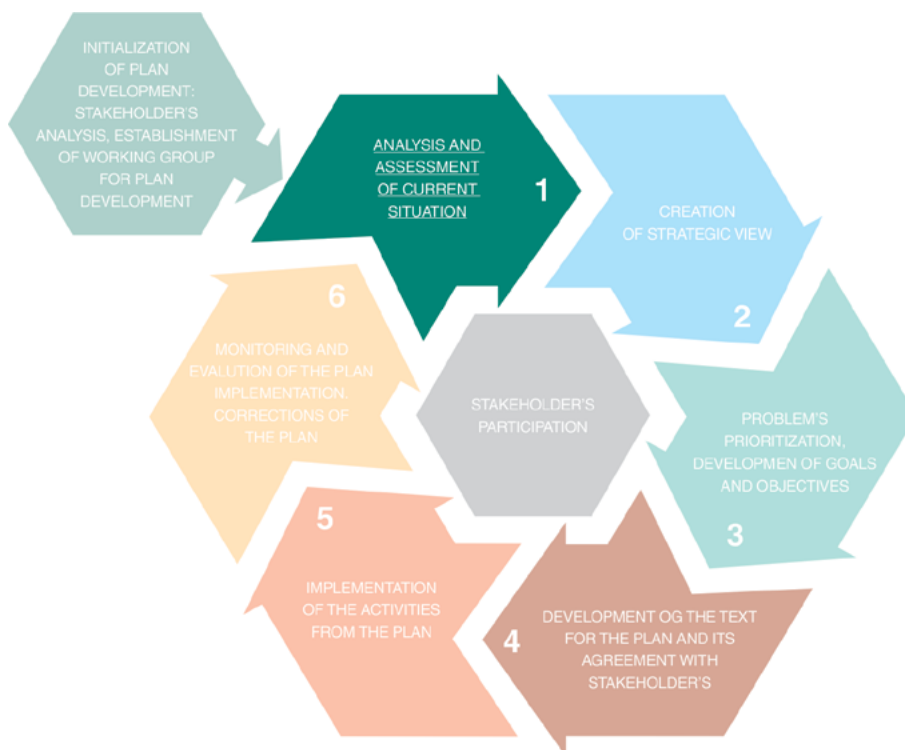 INITIALIZATION
OF PLAN
DEVELOPMENT:
STAKEHOLDER'S
ANALYSIS, ESTABLISHMENT
OF WORKING GROUP
FOR PLAN
DEVELOPMENT
ANALYSIS AND
ASSESSMENT
OF CURRENT
SITUATION
1
CREATION
OF STRATEGIC VIEW
2
PROBLEM'S
PRIORITIZATION,
DEVELOPMEN OF GOALS
AND OBJECTIVES
3
DEVELOPMENT OG THE TEXT
FOR THE PLAN AND ITS
AGREEMENT WITH
STAKEHOLDER'S
4
5
IMPLEMENTATION
OF THE ACTIVITIES
FROM THE PLAN
6
MONITORING AND
EVALUTION OF THE PLAN
IMPLEMENTATION,
CORRECTIONS OF
THE PLAN
STAKEHOLDER'S
PARTICIPATION